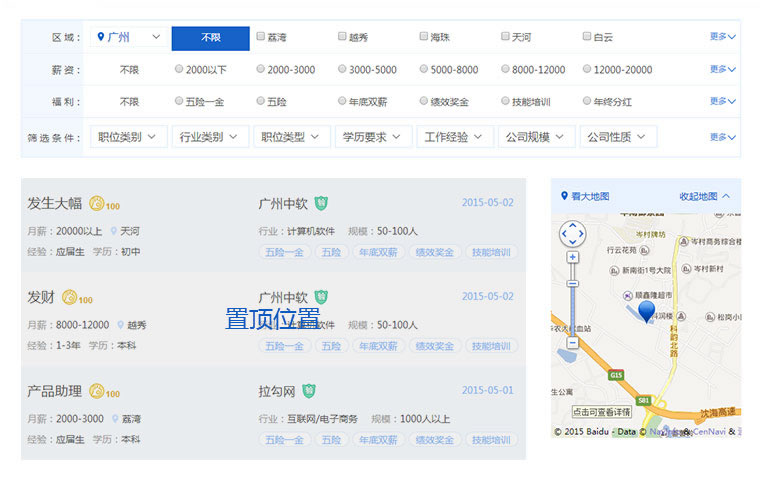 区域： 广州 不限 荔湾 越秀 海珠 天河 白云 更多
薪资： 不限 2000以下 2000-3000 3000-5000 5000-8000 8000-12000 12000-20000 更多
福利： 不限 五险一金 五险 年底双薪 绩效奖金 技能培训 年终分红 更多
筛选条件： 职位类别 行业类别 职位类型 学历要求 工作经验 公司规模 公司性质 更多
发生大幅 100 广州中软 2015-05-02
月薪：20000以上 天河 行业：计算机软件 规模：50-100人
经验：应届生 学历：初中 五险一金 五险 年底双薪 绩效奖金 技能培训
发财 100 广州中软 2015-05-02
置顶位置
月薪：8000-12000 越秀 计算机软件 规模：50-100人
经验：1-3年 学历：本科 五险一金 五险 年底双薪 绩效奖金 技能培训
产品助理 100 拉勾网 2015-05-01
月薪：2000-3000 荔湾 行业：互联网/电子商务 规模：1000人以上
经验：应届生 学历：本科 五险一金 五险 年底双薪 绩效奖金 技能培训
看大地图 收起地图
岑村牌坊
岑村商务综合楼
行云花苑
新南街1号大院
岑村新村
顺鑫隆超市
松岗小
科韵北路
血站
G15
生公寓
S81
点击可查看详情
沈海高速
© 2015 Baidu - Data © & CenNavi &